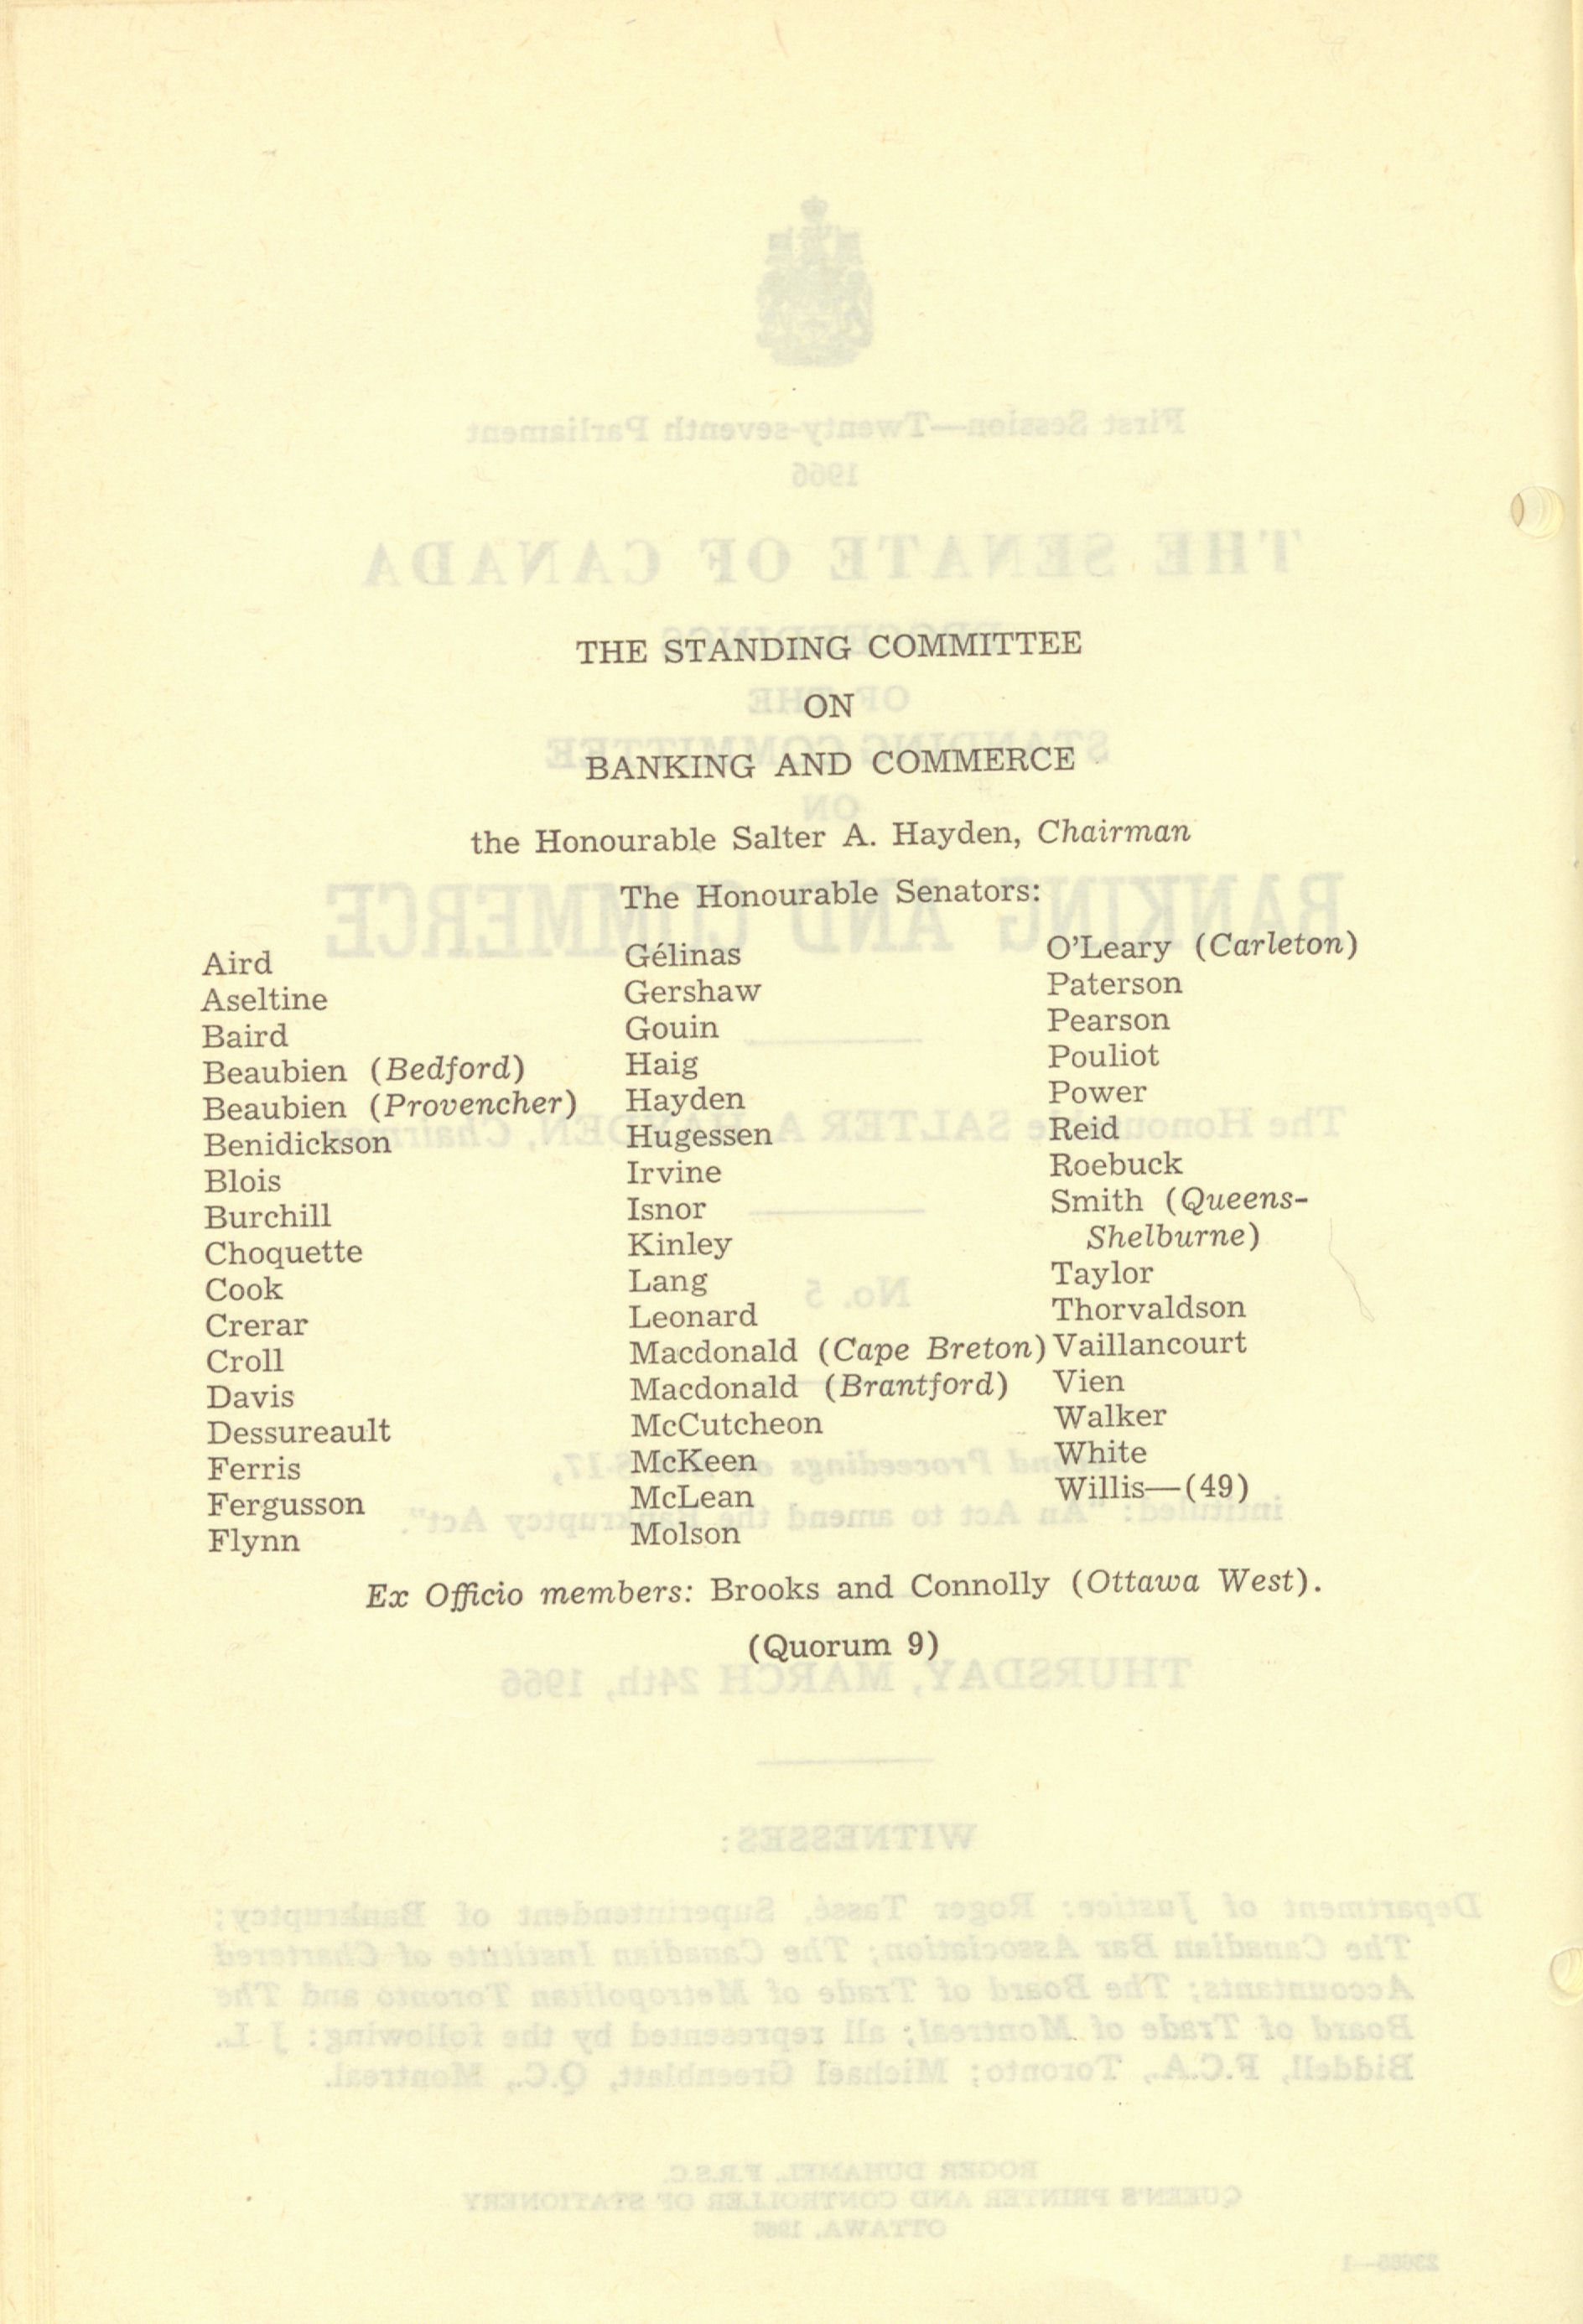 THE STANDING COMMITTEE
ON
BANKING AND COMMERCE
the Honourable Salter A. Hayden, Chairman
The Honourable Senators:
Aird
Aseltine
Baird
Beaubien (Bedford)
Beaubien (Provencher)
Benidickson
Blois
Burchill
Choquette
Cook
Crerar
Croll
Davis
Dessureault
Ferris
Fergusson
Flynn
Gélinas
Gershaw
Gouin
Haig
Hayden
Hugessen
Irvine
Isnor
Kinley
Lang
Leonard
Macdonald (Cape Breton)
Macdonald (Brantford)
McCutcheon
McKeen
McLean
Molson
O'Leary (Carleton)
Paterson
Pearson
Pouliot
Power
Reid
Roebuck
Smith (Queens-
Shelburne)
Taylor
Thorvaldson
Vaillancourt
Vien
Walker
White
Willis—(49)
Ex Officio members: Brooks and Connolly (Ottawa West).
(Quorum 9)